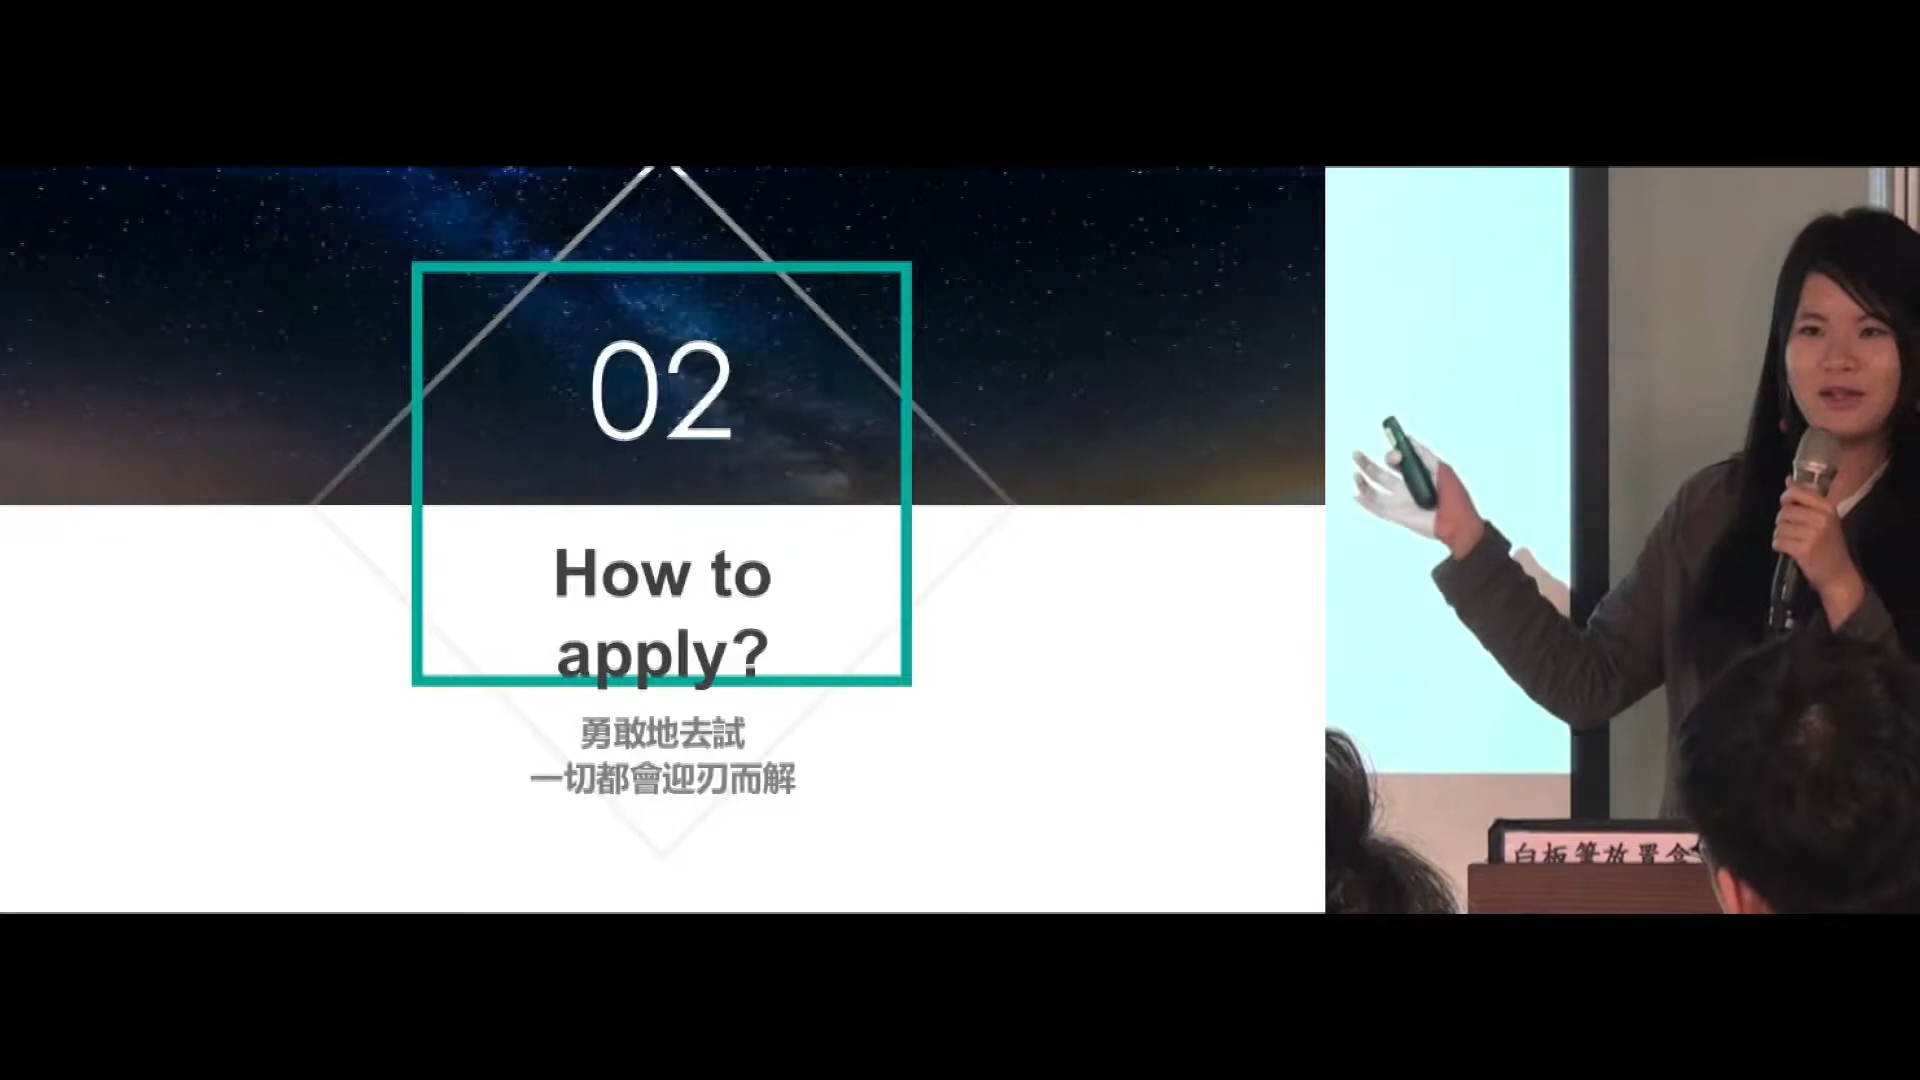 02
How to
apply?
勇敢地去試
一切都會迎刃而解
白板筆放置盒